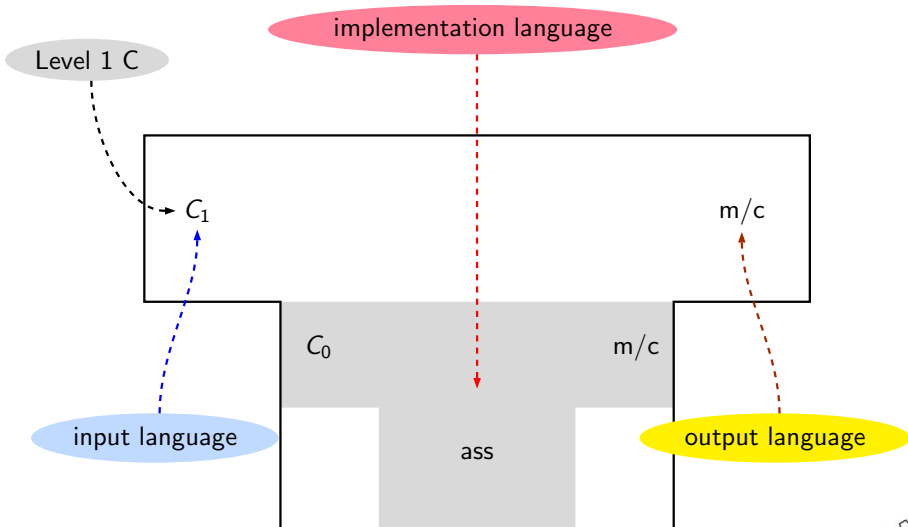 implementation language
Level 1 C
C₁
m/c
C₀
m/c
input language
output language
ass